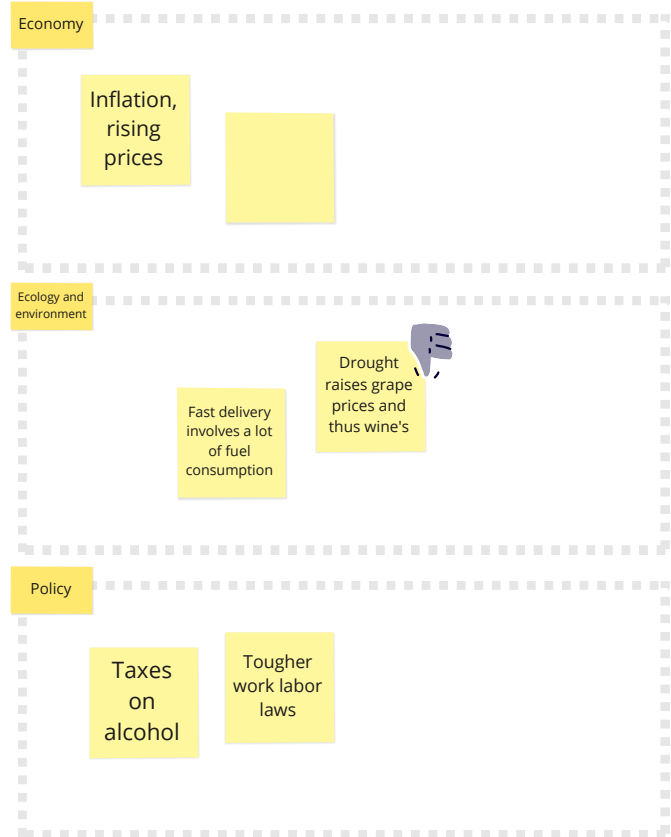 Economy
Inflation,
rising
prices
Ecology and
environment
Drought
raises grape
prices and
thus wine's
Fast delivery
involves a lot
of fuel
consumption
Policy
Taxes
on
alcohol
Tougher
work labor
laws